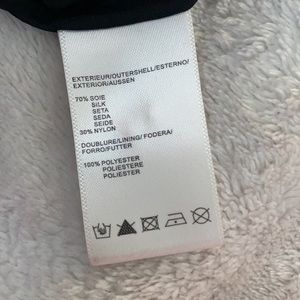 EXTERIEUR/OUTERSHELL/ESTERNO/
EXTERIOR/AUSSEN
70% SOIE
SILK
SETA
SEDA
SEIDE
30% NYLON
DOUBLURE/LINING/ FODERA/
FORRO/FUTTER
100% POLYESTER
POLIESTERE
POLYESTER